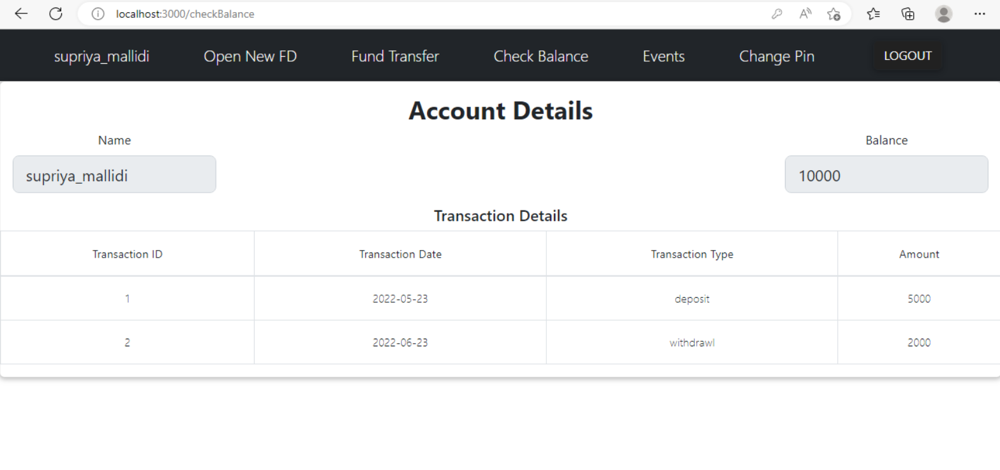 localhost:3000/checkBalance
supriya_mallidi Open New FD Fund Transfer Check Balance Events Change Pin LOGOUT
Account Details
Name Balance
supriya_mallidi 10000
Transaction Details
Transaction ID Transaction Date Transaction Type Amount
1 2022-05-23 deposit 5000
2 2022-06-23 withdrawl 2000